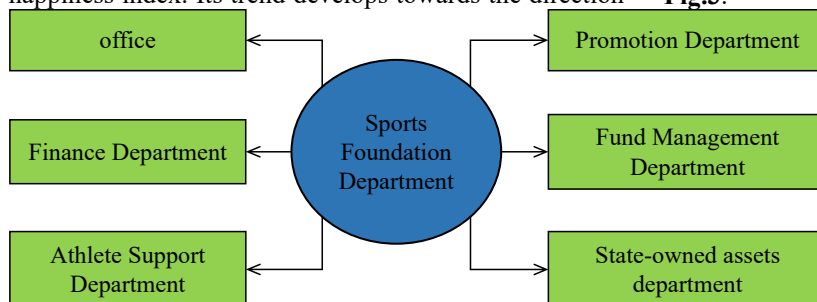 happiness index. Its trend develops towards the direction Fig.3.
office
Promotion Department
Sports
Foundation
Department
Finance Department
Fund Management
Department
Athlete Support
Department
State-owned assets
department